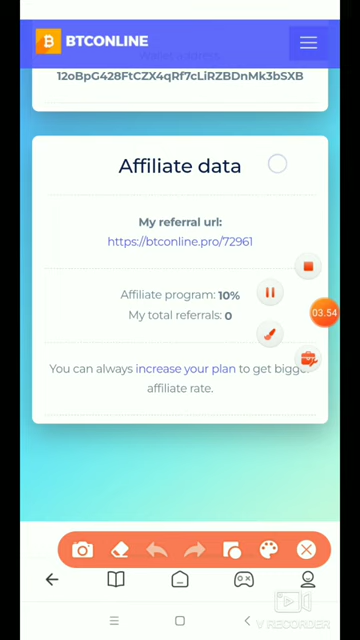 BTCONLINE
12oBpG428FtCZX4qRf7cLiRZBDnMk3bSXB
Affiliate data
My referral url:
https://btconline.pro/72961
Affiliate program: 10%
My total referrals: 0
03:54
You can always increase your plan to get bigger
affiliate rate.
V RECORDER